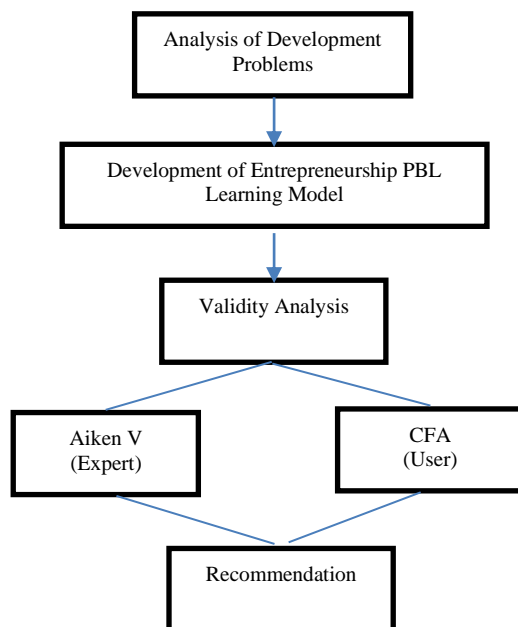 Analysis of Development
Problems
Development of Entrepreneurship PBL
Learning Model
Validity Analysis
Aiken V
(Expert)
CFA
(User)
Recommendation